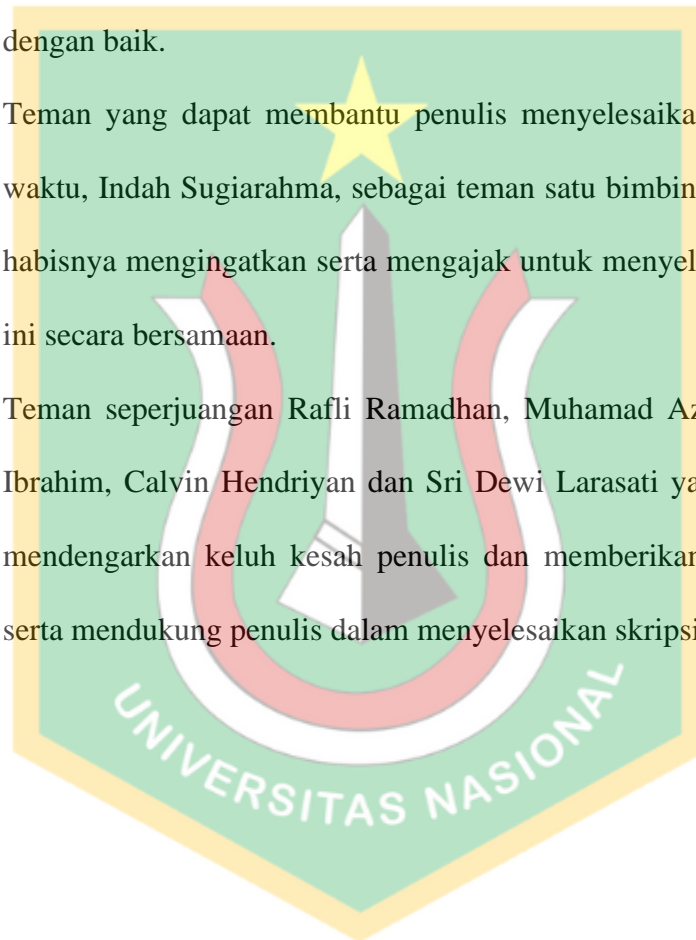 dengan baik.
Teman yang dapat membantu penulis menyelesaika
waktu, Indah Sugiarahma, sebagai teman satu bimbin
habisnya mengingatkan serta mengajak untuk menyel
ini secara bersamaan.
Teman seperjuangan Rafli Ramadhan, Muhamad Az
Ibrahim, Calvin Hendriyan dan Sri Dewi Larasati ya
mendengarkan keluh kesah penulis dan memberikan
serta mendukung penulis dalam menyelesaikan skripsi
UNIVERSITAS NASIONAL